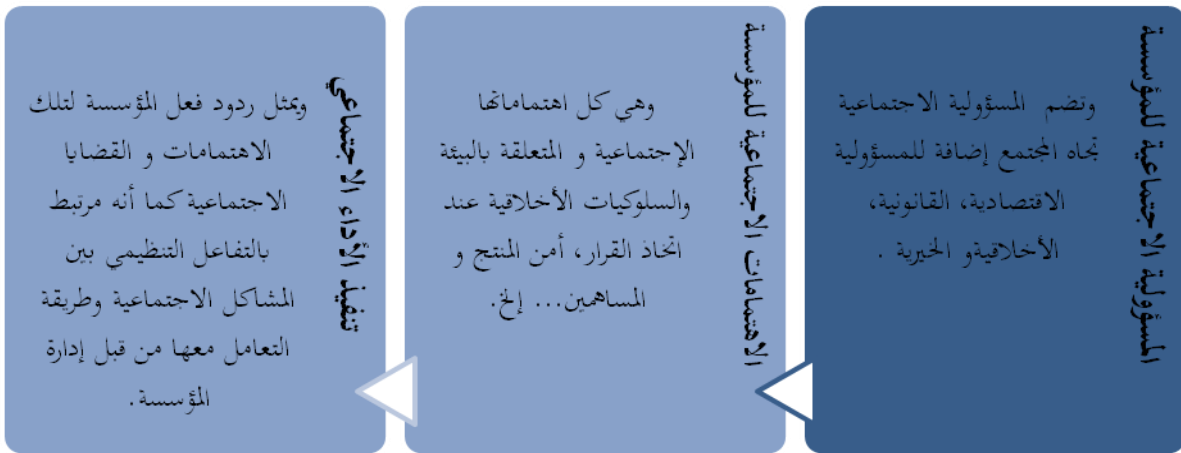 المسؤولية الاجتماعية للمؤسسة
وتضم المسؤولية الاجتماعية
تجاه المجتمع إضافة للمسؤولية
الاقتصادية، القانونية،
الأخلاقيةو الخيرية .
الاهتمامات الاجتماعية للمؤسسة
وهي كل اهتماماتها
الإجتماعية و المتعلقة بالبيئة
والسلوكيات الأخلاقية عند
اتخاذ القرار، أمن المنتج و
المساهمين... إلخ.
تنفيذ الأداء الاجتماعي
ويمثل ردود فعل المؤسسة لتلك
الاهتمامات و القضايا
الاجتماعية كما أنه مرتبط
بالتفاعل التنظيمي بين
المشاكل الاجتماعية وطريقة
التعامل معها من قبل إدارة
المؤسسة.